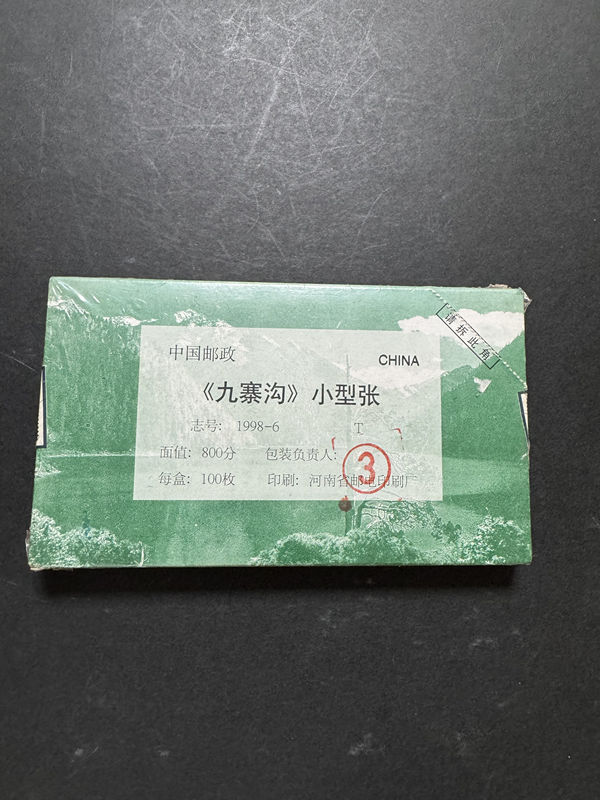 请拆此角
中国邮政 CHINA
《九寨沟》小型张
志号: 1998-6 T
面值: 800分 包装负责人:
③
每盒: 100枚 印刷: 河南省邮电印刷厂